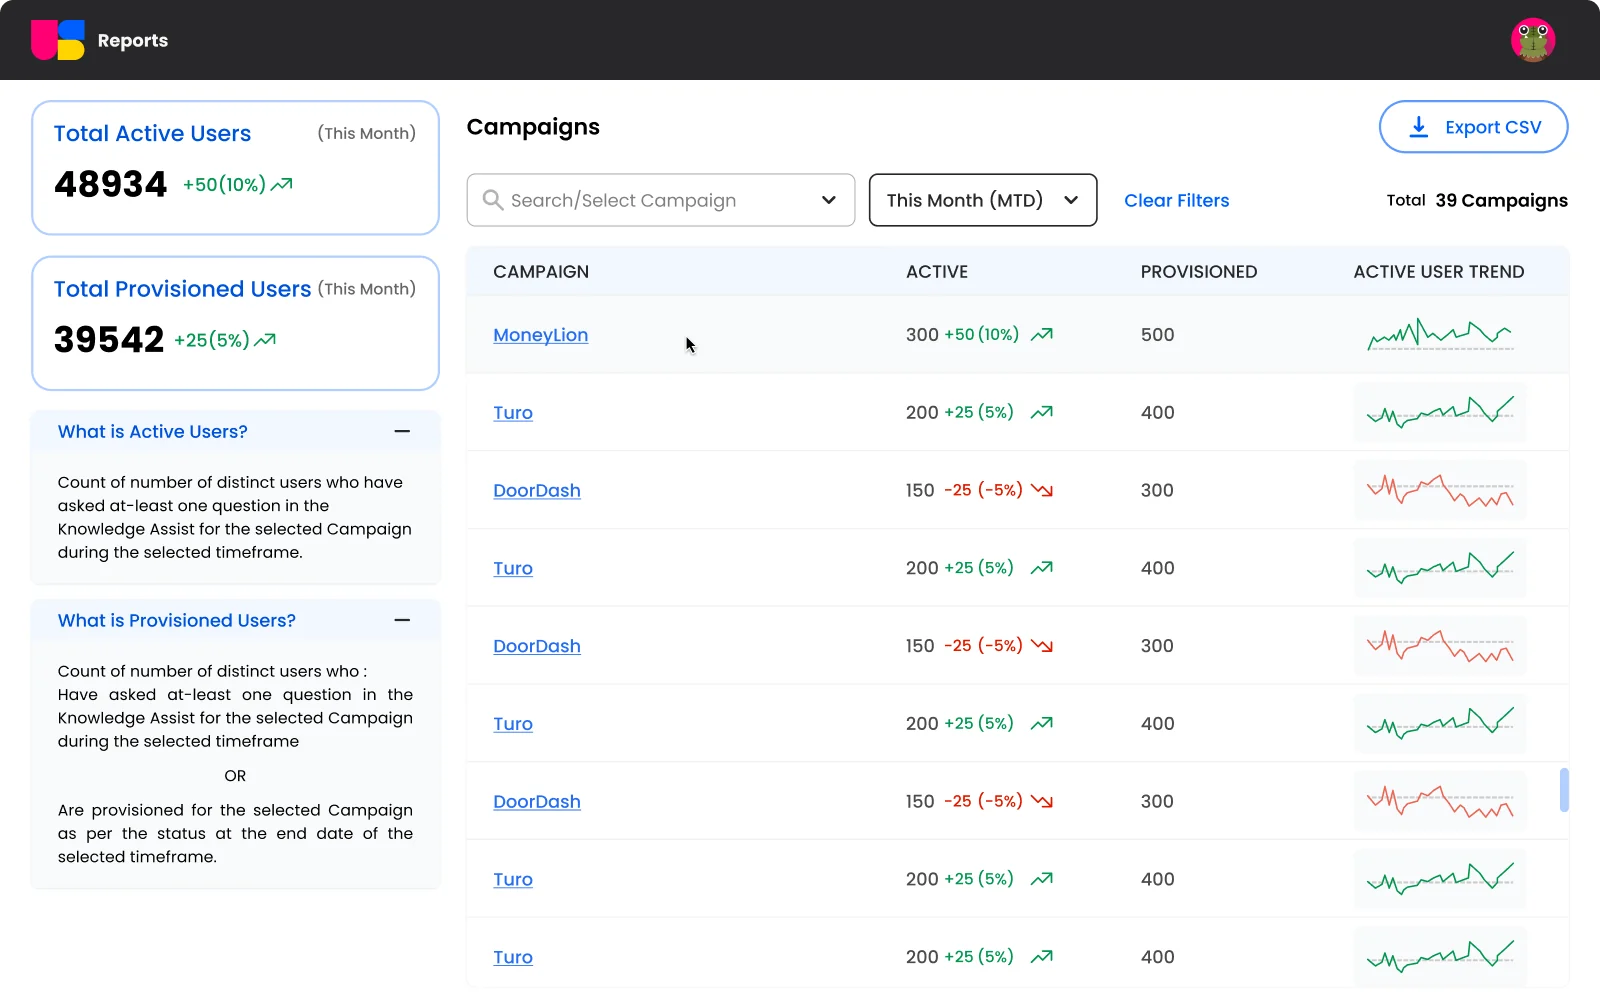 Reports
Total Active Users (This Month)
48934 +50(10%)
Total Provisioned Users (This Month)
39542 +25(5%)
What is Active Users?
Count of number of distinct users who have
asked at-least one question in the
Knowledge Assist for the selected Campaign
during the selected timeframe.
What is Provisioned Users?
Count of number of distinct users who :
Have asked at-least one question in the
Knowledge Assist for the selected Campaign
during the selected timeframe
OR
Are provisioned for the selected Campaign
as per the status at the end date of the
selected timeframe.
Campaigns
Export CSV
Search/Select Campaign
This Month (MTD)
Clear Filters
Total 39 Campaigns
CAMPAIGN ACTIVE PROVISIONED ACTIVE USER TREND
MoneyLion 300 +50 (10%) 500
Turo 200 +25 (5%) 400
DoorDash 150 -25 (-5%) 300
Turo 200 +25 (5%) 400
DoorDash 150 -25 (-5%) 300
Turo 200 +25 (5%) 400
DoorDash 150 -25 (-5%) 300
Turo 200 +25 (5%) 400
Turo 200 +25 (5%) 400